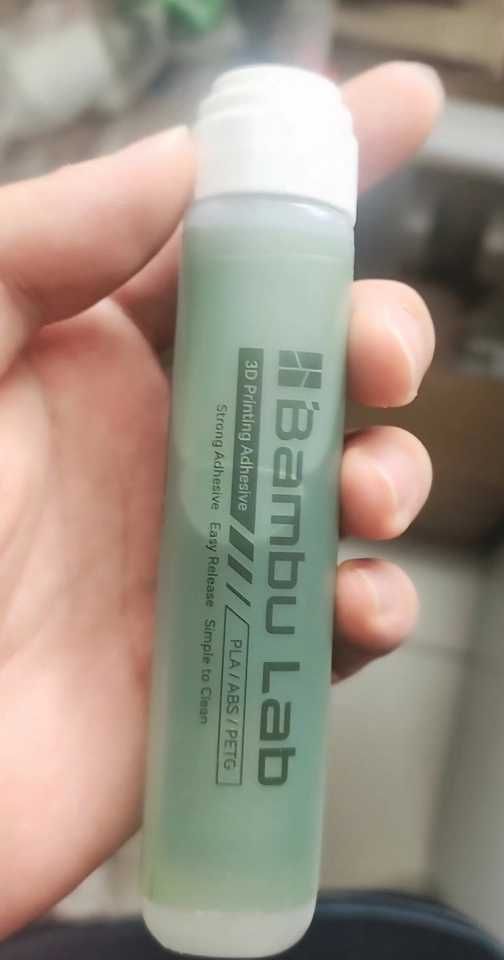 Bambu Lab
3D Printing Adhesive
PLA / ABS / PETG
Strong Adhesive Easy Release Simple to Clean